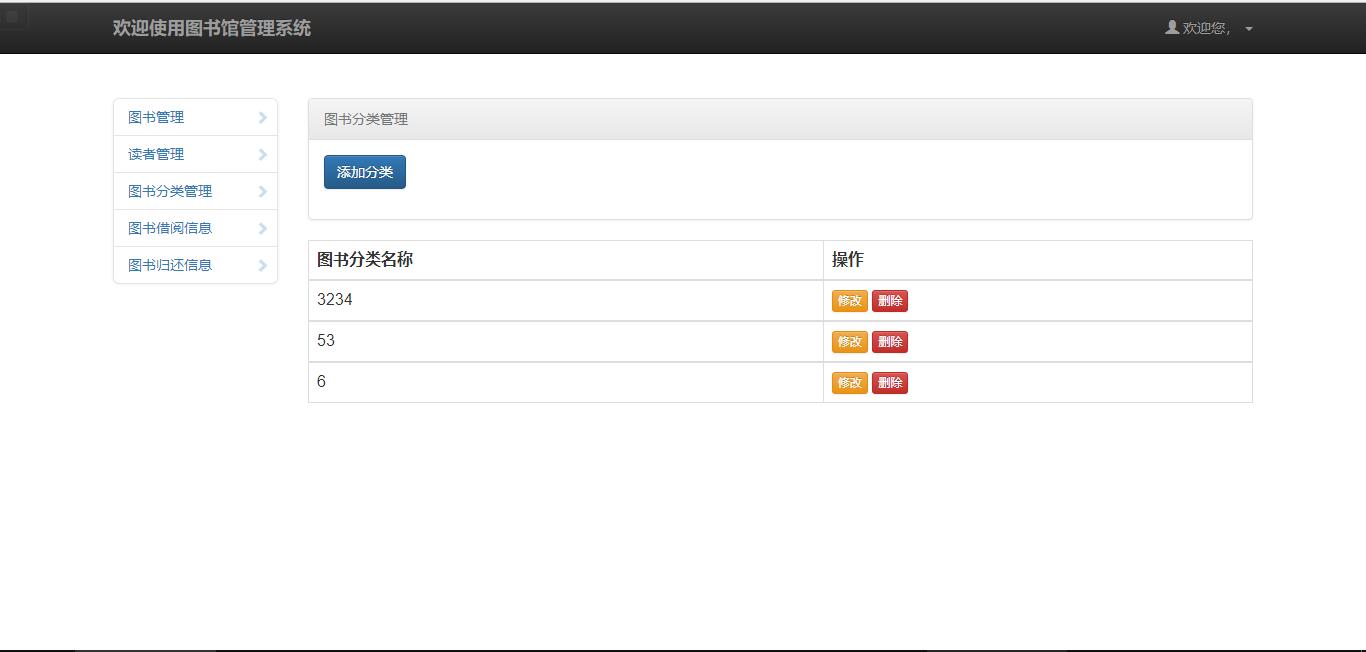 欢迎使用图书馆管理系统
欢迎您，
图书管理
读者管理
图书分类管理
图书借阅信息
图书归还信息
图书分类管理
添加分类
图书分类名称 操作
3234 修改 删除
53 修改 删除
6 修改 删除